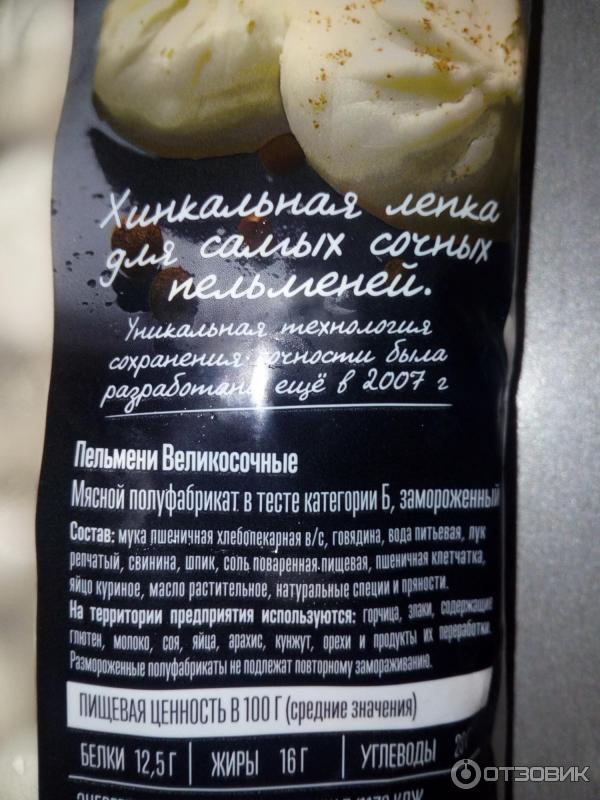 Хинкальная лепка
для самых сочных
пельменей.
Уникальная технология
сохранения сочности была
разработана ещё в 2007 г
Пельмени Великосочные
Мясной полуфабрикат в тесте категории Б, замороженный
Состав: мука пшеничная хлебопекарная в/с, говядина, вода питьевая, лук
репчатый, свинина, шпик, соль поваренная пищевая, пшеничная клетчатка,
яйцо куриное, масло растительное, натуральные специи и пряности.
На территории предприятия используются: горчица, злаки, содержащие
глютен, молоко, соя, яйца, арахис, кунжут, орехи и продукты их переработки.
Размороженные полуфабрикаты не подлежат повторному замораживанию.
ПИЩЕВАЯ ЦЕННОСТЬ В 100 Г (средние значения)
БЕЛКИ 12,5 Г | ЖИРЫ 16 Г | УГЛЕВОДЫ
ОТЗОВИК